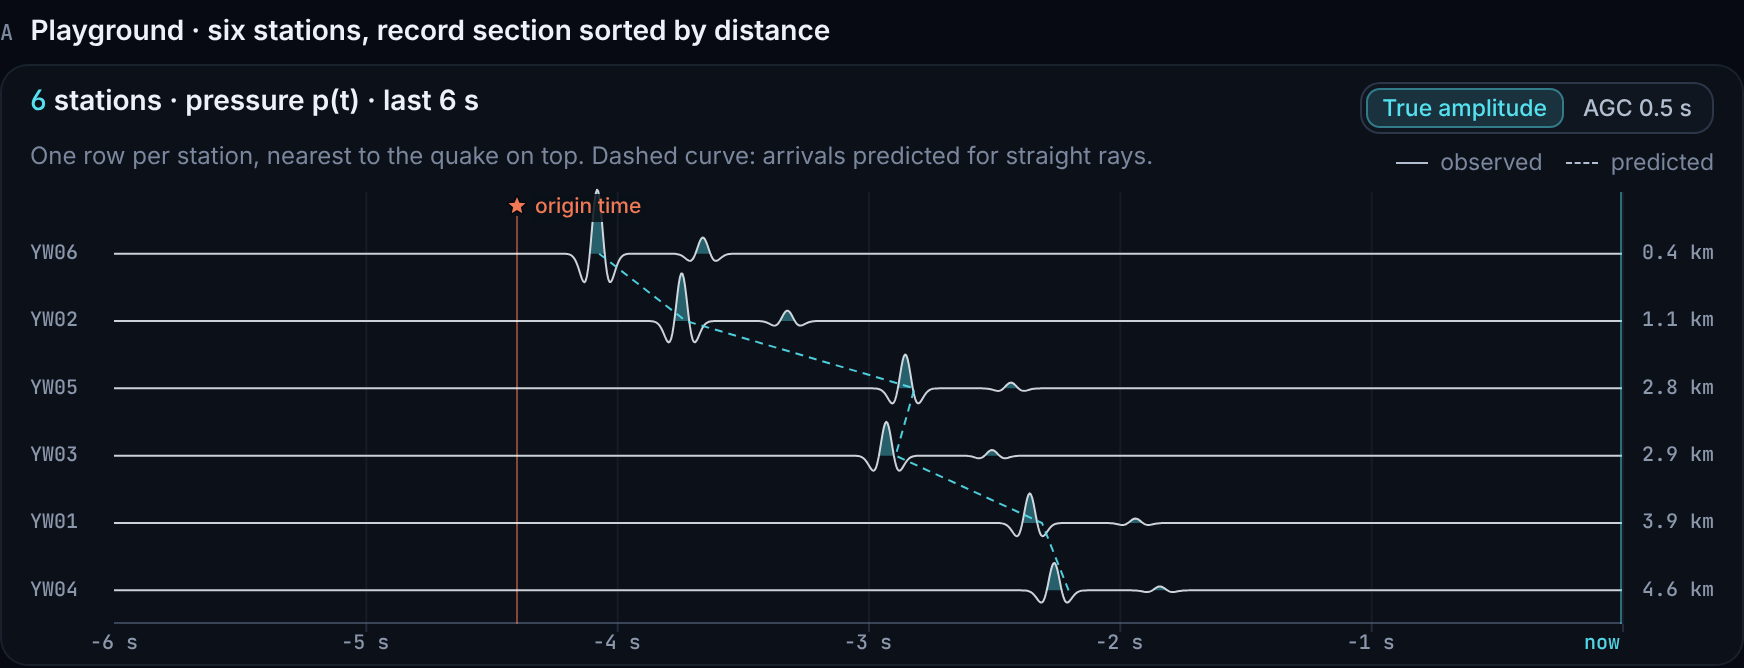 A Playground · six stations, record section sorted by distance
6 stations · pressure p(t) · last 6 s
True amplitude AGC 0.5 s
One row per station, nearest to the quake on top. Dashed curve: arrivals predicted for straight rays.
observed predicted
origin time
YW06 0.4 km
YW02 1.1 km
YW05 2.8 km
YW03 2.9 km
YW01 3.9 km
YW04 4.6 km
-6 s -5 s -4 s -3 s -2 s -1 s now